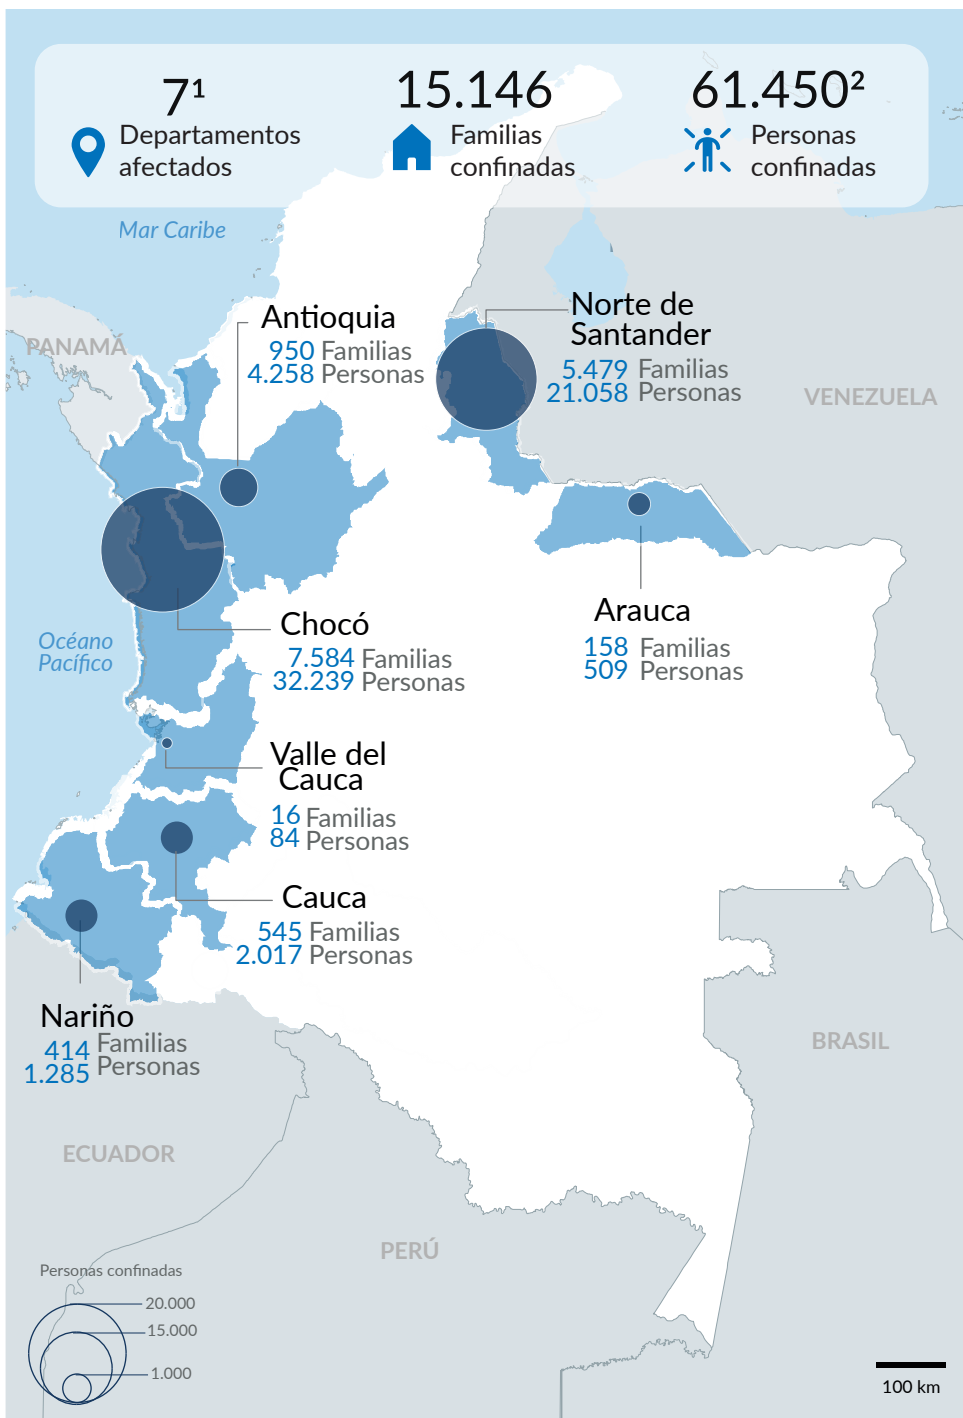 7¹
Departamentos
afectados
15.146
Familias
confinadas
61.450²
Personas
confinadas
Mar Caribe
PANAMÁ
Antioquia
950 Familias
4.258 Personas
Norte de
Santander
5.479 Familias
21.058 Personas
VENEZUELA
Océano
Pacífico
Chocó
7.584 Familias
32.239 Personas
Arauca
158 Familias
509 Personas
Valle del
Cauca
16 Familias
84 Personas
Cauca
545 Familias
2.017 Personas
Nariño
414 Familias
1.285 Personas
BRASIL
ECUADOR
PERÚ
Personas confinadas
20.000
15.000
1.000
100 km